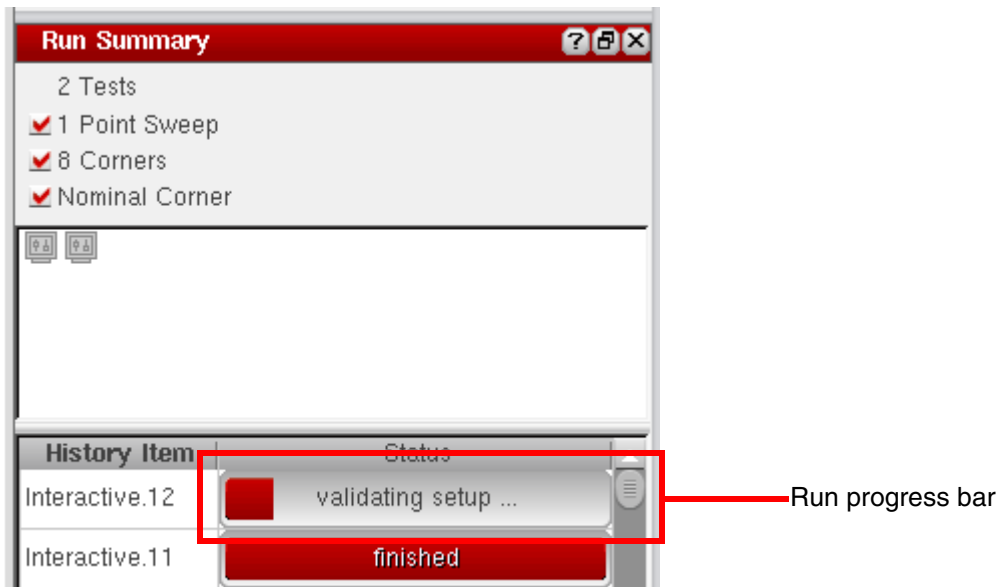 Run Summary
2 Tests
1 Point Sweep
8 Corners
Nominal Corner
History Item Status
Interactive.12 validating setup ...
Run progress bar
Interactive.11 finished